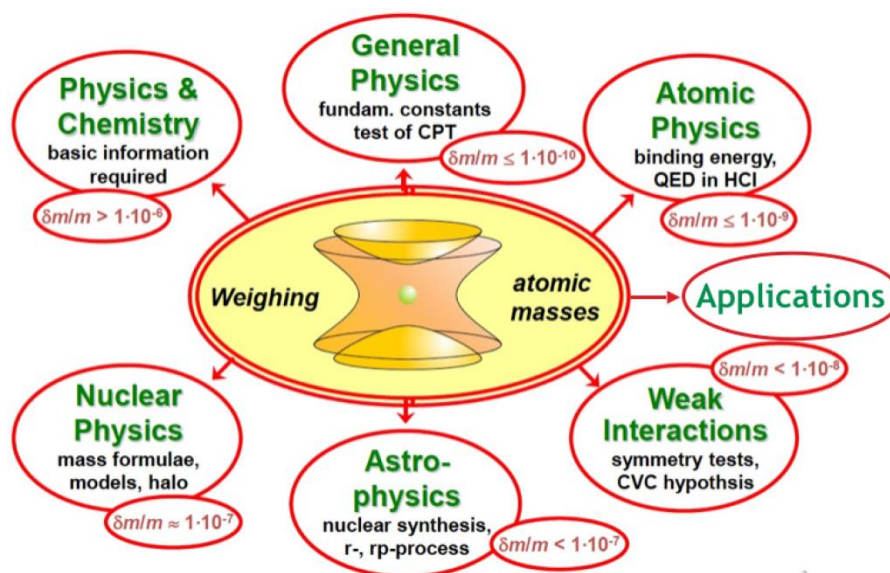 General
Physics
fundam. constants
test of CPT
δm/m ≤ 1·10-10
Physics &
Chemistry
basic information
required
δm/m > 1·10-6
Atomic
Physics
binding energy,
QED in HCI
δm/m ≤ 1·10-9
Weighing
atomic
masses
Applications
Nuclear
Physics
mass formulae,
models, halo
δm/m ≈ 1·10-7
Astro-
physics
nuclear synthesis,
r-, rp-process
δm/m < 1·10-7
δm/m < 1·10-8
Weak
Interactions
symmetry tests,
CVC hypothsis